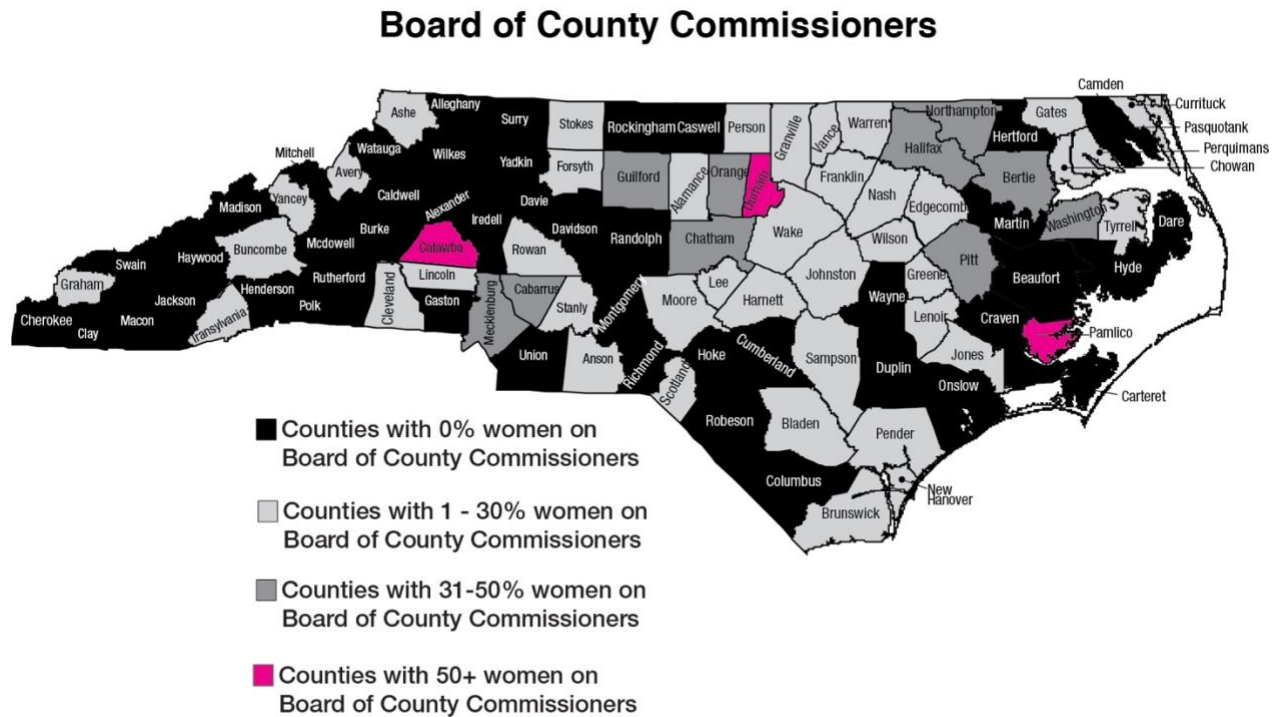 Board of County Commissioners
Camden
Ashe
Alleghany
Surry
Stokes
Rockingham
Caswell
Person
Granville
Vance
Warren
Northampton
Halifax
Hertford
Gates
Currituck
Pasquotank
Perquimans
Chowan
Mitchell
Avery
Watauga
Wilkes
Yadkin
Forsyth
Guilford
Alamance
Orange
Durham
Franklin
Nash
Edgecomb
Bertie
Martin
Washington
Tyrrell
Dare
Madison
Yancey
Caldwell
Alexander
Iredell
Davie
Davidson
Randolph
Chatham
Wake
Wilson
Pitt
Beaufort
Hyde
Swain
Haywood
Buncombe
Mcdowell
Burke
Catawba
Rowan
Lee
Johnston
Greene
Graham
Jackson
Henderson
Rutherford
Polk
Cleveland
Lincoln
Gaston
Mecklenburg
Cabarrus
Stanly
Montgomery
Moore
Harnett
Wayne
Lenoir
Craven
Pamlico
Cherokee
Clay
Macon
Transylvania
Union
Anson
Richmond
Scotland
Hoke
Cumberland
Sampson
Duplin
Jones
Onslow
Carteret
Robeson
Bladen
Pender
Columbus
Brunswick
New
Hanover
Counties with 0% women on
Board of County Commissioners
Counties with 1 - 30% women on
Board of County Commissioners
Counties with 31-50% women on
Board of County Commissioners
Counties with 50+ women on
Board of County Commissioners